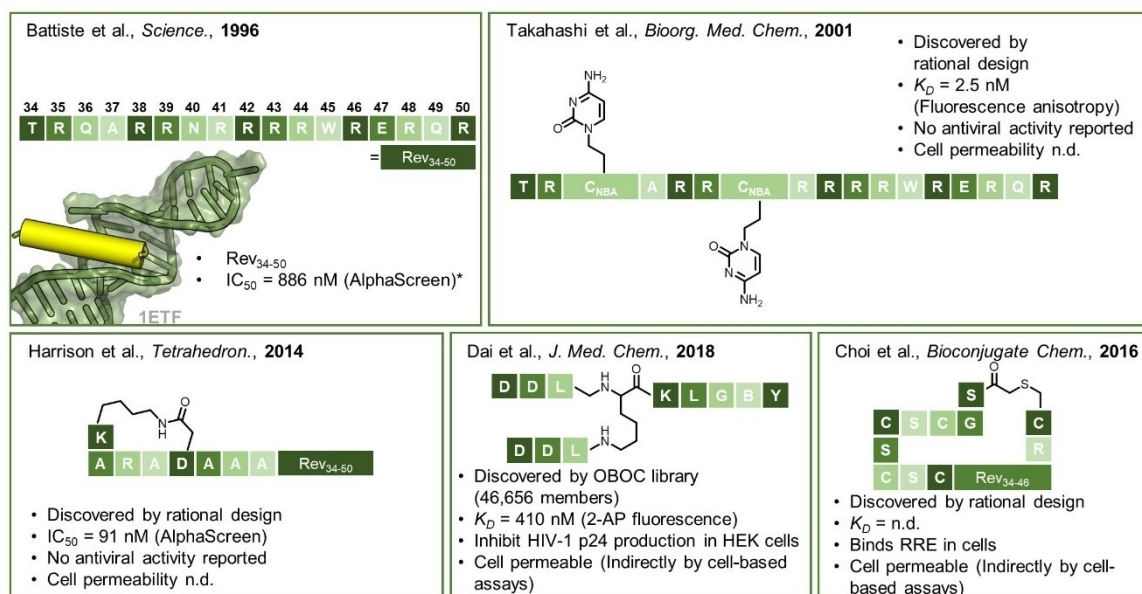 Battiste et al., Science., 1996
34 35 36 37 38 39 40 41 42 43 44 45 46 47 48 49 50
T R Q A R R N R R R R W R E R Q R
= Rev34-50
• Rev34-50
• IC50 = 886 nM (AlphaScreen)*
1ETF
Takahashi et al., Bioorg. Med. Chem., 2001
• Discovered by
rational design
• KD = 2.5 nM
(Fluorescence anisotropy)
• No antiviral activity reported
• Cell permeability n.d.
NH2
N
O
N
T R CNBA A R R CNBA R R R R W R E R Q R
O
N
N
NH2
Harrison et al., Tetrahedron., 2014
O
N
H
K
A R A D A A A Rev34-50
• Discovered by rational design
• IC50 = 91 nM (AlphaScreen)
• No antiviral activity reported
• Cell permeability n.d.
Dai et al., J. Med. Chem., 2018
H
N
O
D D L K L G B Y
H
N
D D L
• Discovered by OBOC library
(46,656 members)
• KD = 410 nM (2-AP fluorescence)
• Inhibit HIV-1 p24 production in HEK cells
• Cell permeable (Indirectly by cell-
based assays)
Choi et al., Bioconjugate Chem., 2016
O
S
S
C S C G C
S R
C S C Rev34-46
• Discovered by rational design
• KD = n.d.
• Binds RRE in cells
• Cell permeable (Indirectly by cell-
based assays)